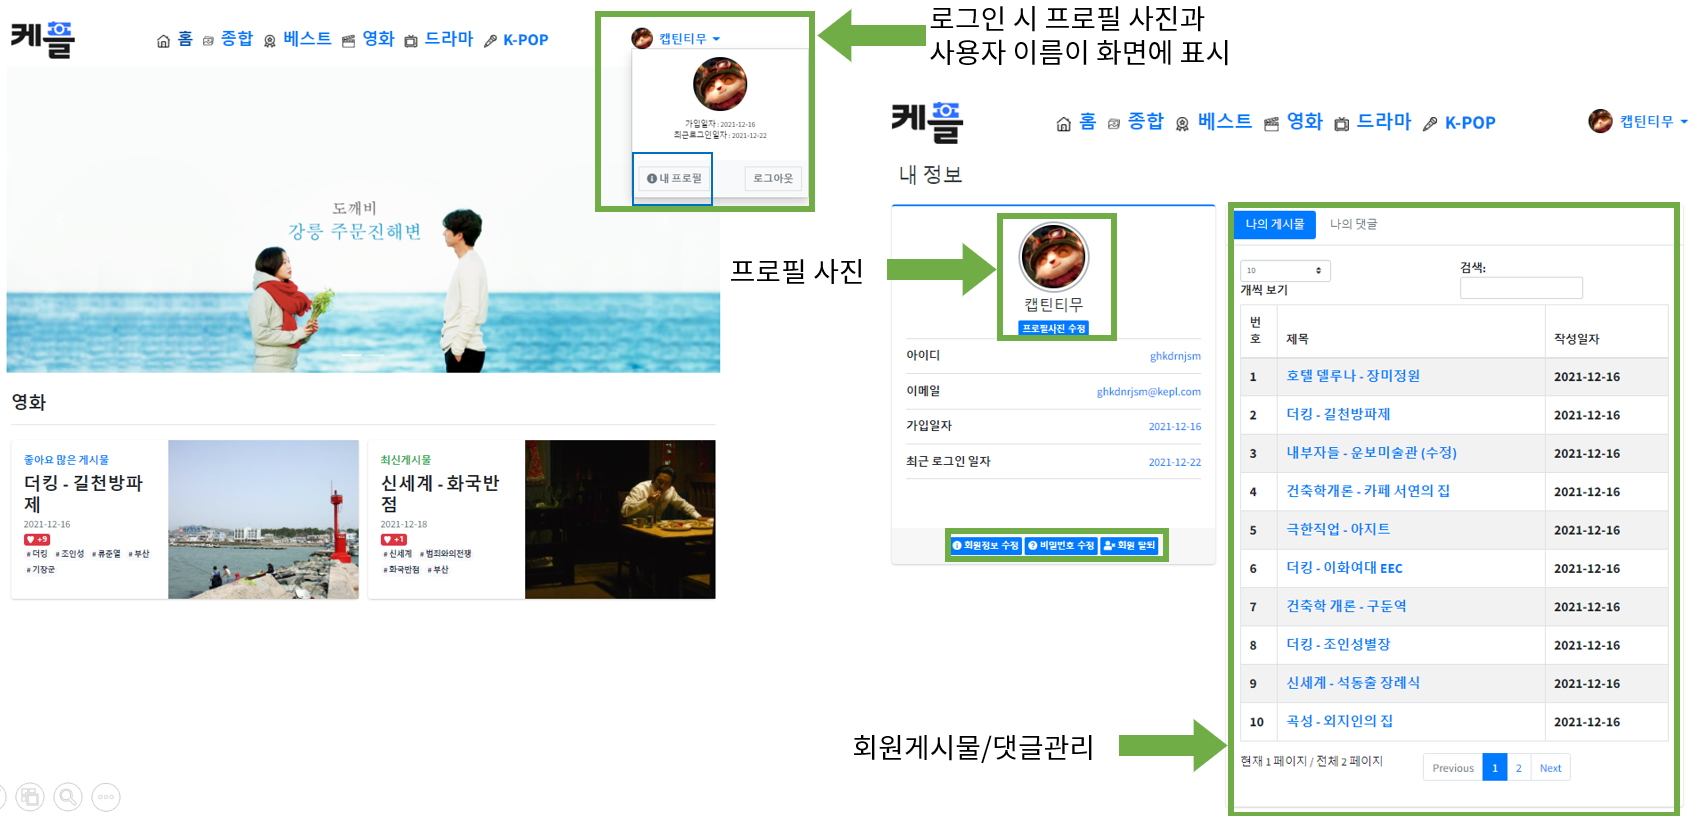 케플
홈 종합 베스트 영화 드라마 K-POP
캡틴티무
가입일자 : 2021-12-16
최근로그인일자 : 2021-12-22
내 프로필
로그아웃
로그인 시 프로필 사진과
사용자 이름이 화면에 표시
도깨비
강릉 주문진해변
영화
좋아요 많은 게시물
더킹 - 길천방파
제
2021-12-16
+9
#더킹 #조인성 #류준열 #부산
#기장군
최신게시물
신세계 - 화국반
점
2021-12-18
+1
#신세계 #범죄와의전쟁
#화국반점 #부산
케플
홈 종합 베스트 영화 드라마 K-POP
캡틴티무
내 정보
프로필 사진
캡틴티무
프로필사진 수정
아이디 ghkdrnjsm
이메일 ghkdnrjsm@kepl.com
가입일자 2021-12-16
최근 로그인 일자 2021-12-22
회원정보 수정 비밀번호 수정 회원 탈퇴
나의 게시물 나의 댓글
10
개씩 보기
검색:
번
호 제목 작성일자
1 호텔 델루나 - 장미정원 2021-12-16
2 더킹 - 길천방파제 2021-12-16
3 내부자들 - 운보미술관 (수정) 2021-12-16
4 건축학개론 - 카페 서연의 집 2021-12-16
5 극한직업 - 아지트 2021-12-16
6 더킹 - 이화여대 EEC 2021-12-16
7 건축학 개론 - 구둔역 2021-12-16
8 더킹 - 조인성별장 2021-12-16
9 신세계 - 석동출 장례식 2021-12-16
10 곡성 - 외지인의 집 2021-12-16
현재 1 페이지 / 전체 2 페이지
Previous 1 2 Next
회원게시물/댓글관리